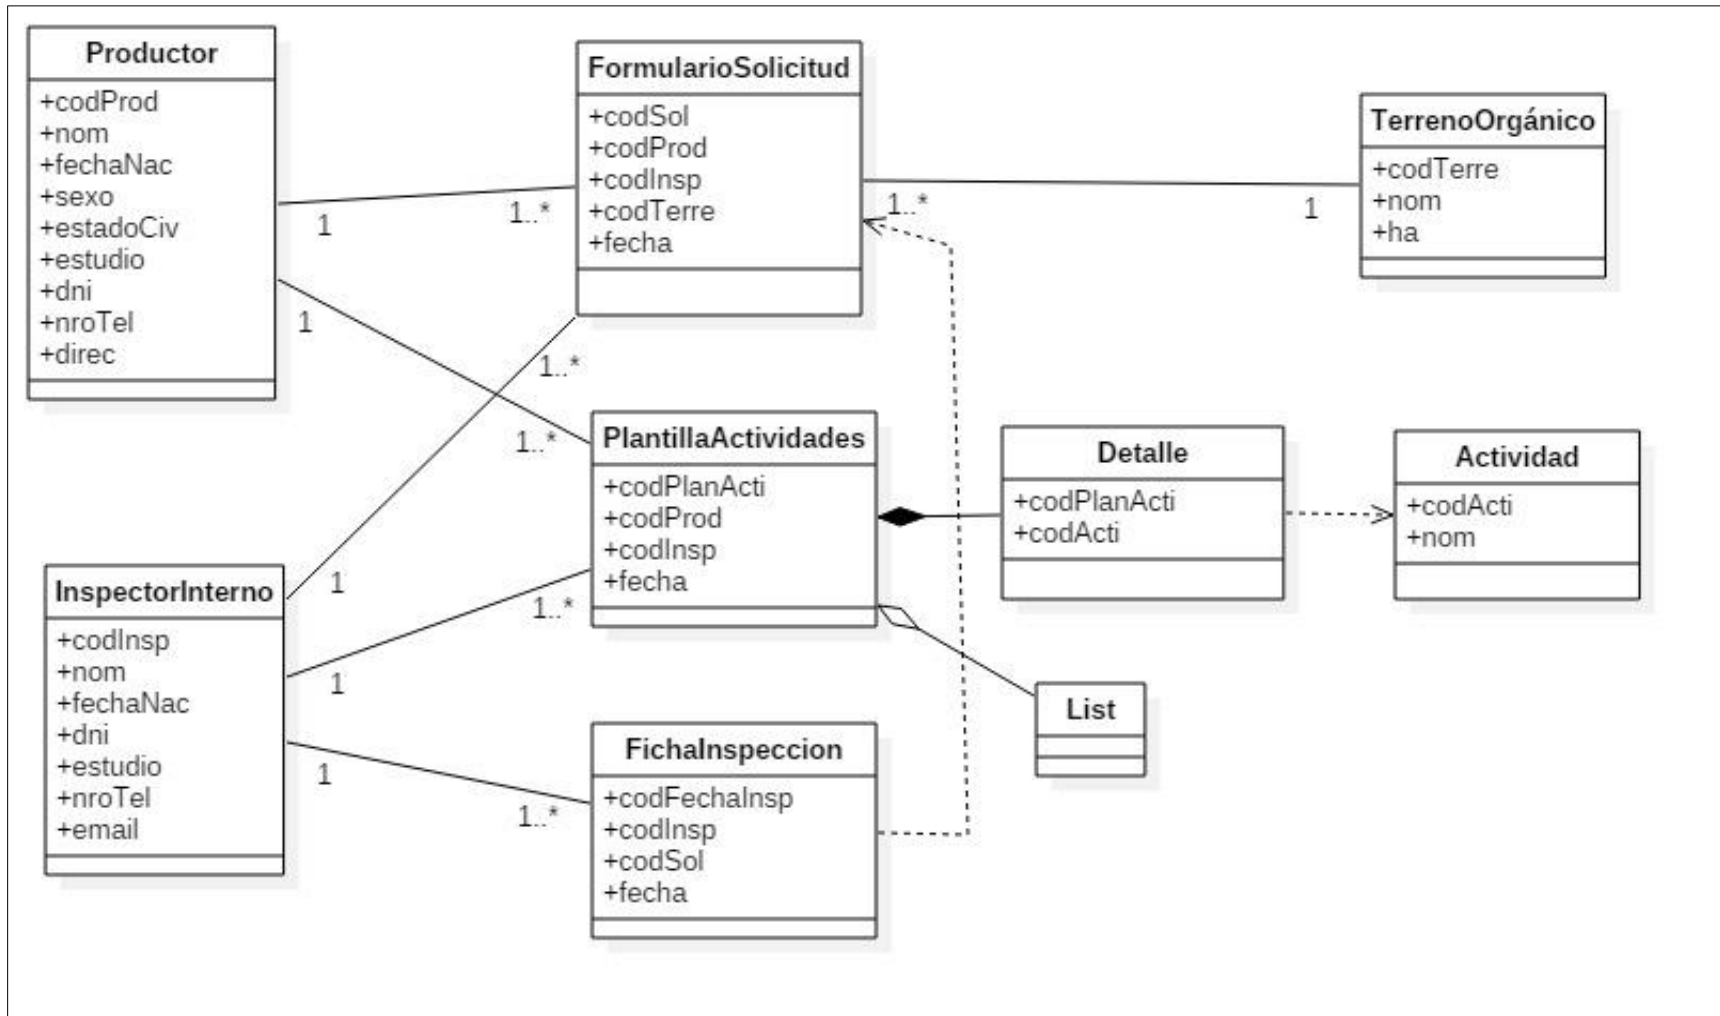 Productor
+codProd
+nom
+fechaNac
+sexo
+estadoCiv
+estudio
+dni
+nroTel
+direc
1
1..*
1
1..*
FormularioSolicitud
+codSol
+codProd
+codInsp
+codTerre
+fecha
1..*
1
1..*
TerrenoOrgánico
+codTerre
+nom
+ha
PlantillaActividades
+codPlanActi
+codProd
+codInsp
+fecha
Detalle
+codPlanActi
+codActi
Actividad
+codActi
+nom
InspectorInterno
+codInsp
+nom
+fechaNac
+dni
+estudio
+nroTel
+email
1
1
1..*
1
1..*
List
FichaInspeccion
+codFechaInsp
+codInsp
+codSol
+fecha